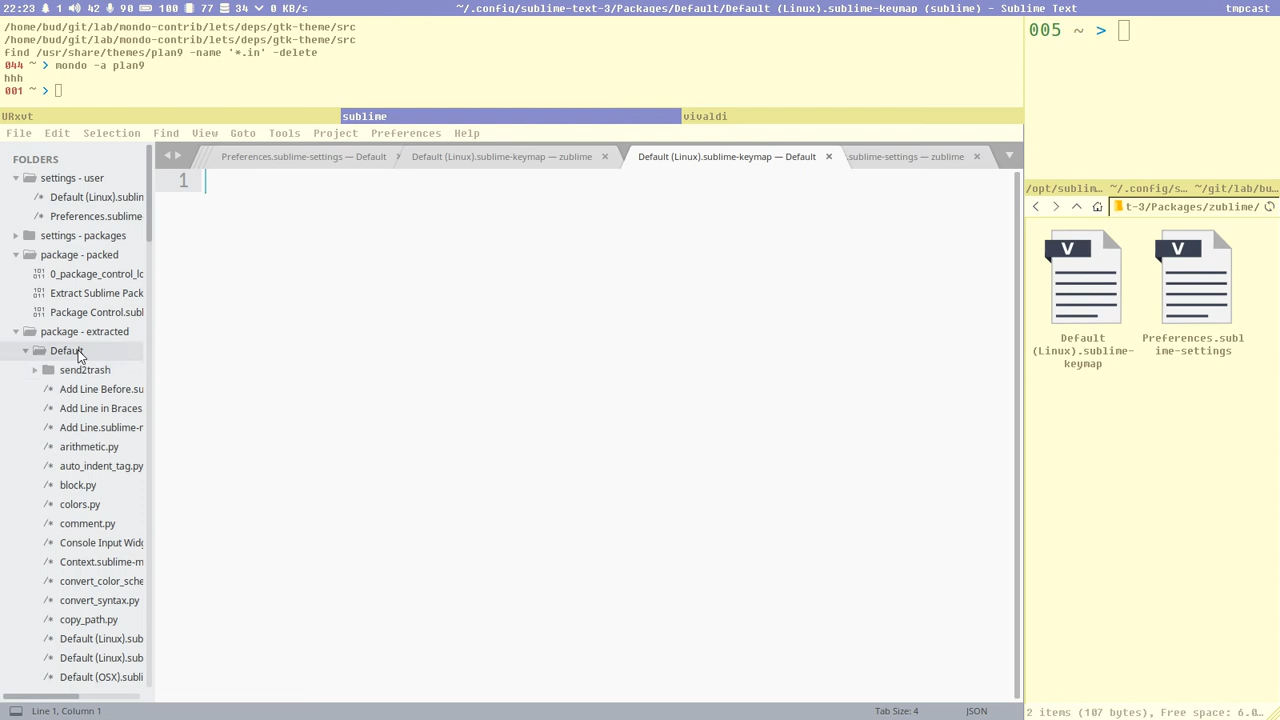 22:23 1 42 90 100 77 34 0 KB/s
~/.config/sublime-text-3/Packages/Default/Default (Linux).sublime-keymap (sublime) - Sublime Text
tmpcast
/home/bud/git/lab/mondo-contrib/lets/deps/gtk-theme/src
/home/bud/git/lab/mondo-contrib/lets/deps/gtk-theme/src
find /usr/share/themes/plan9 -name '*.in' -delete
044 ~ > mondo -a plan9
hhh
001 ~ >
005 ~ >
URxvt
sublime
vivaldi
File Edit Selection Find View Goto Tools Project Preferences Help
Preferences.sublime-settings — Default
Default (Linux).sublime-keymap — zublime
Default (Linux).sublime-keymap — Default
.sublime-settings — zublime
FOLDERS
settings - user
Default (Linux).sublin
Preferences.sublime
settings - packages
package - packed
0_package_control_lo
Extract Sublime Pack
Package Control.subl
package - extracted
Default
send2trash
Add Line Before.su
Add Line in Braces
Add Line.sublime-r
arithmetic.py
auto_indent_tag.py
block.py
colors.py
comment.py
Console Input Widg
Context.sublime-m
convert_color_sche
convert_syntax.py
copy_path.py
Default (Linux).sub
Default (Linux).sub
Default (OSX).subli
1
Line 1, Column 1
Tab Size: 4
JSON
/opt/sublim… ~/.config/s… ~/git/lab/bu…
t-3/Packages/zublime/
V
V
Default
(Linux).sublime-
keymap
Preferences.subl
ime-settings
2 items (107 bytes), Free space: 6.0…